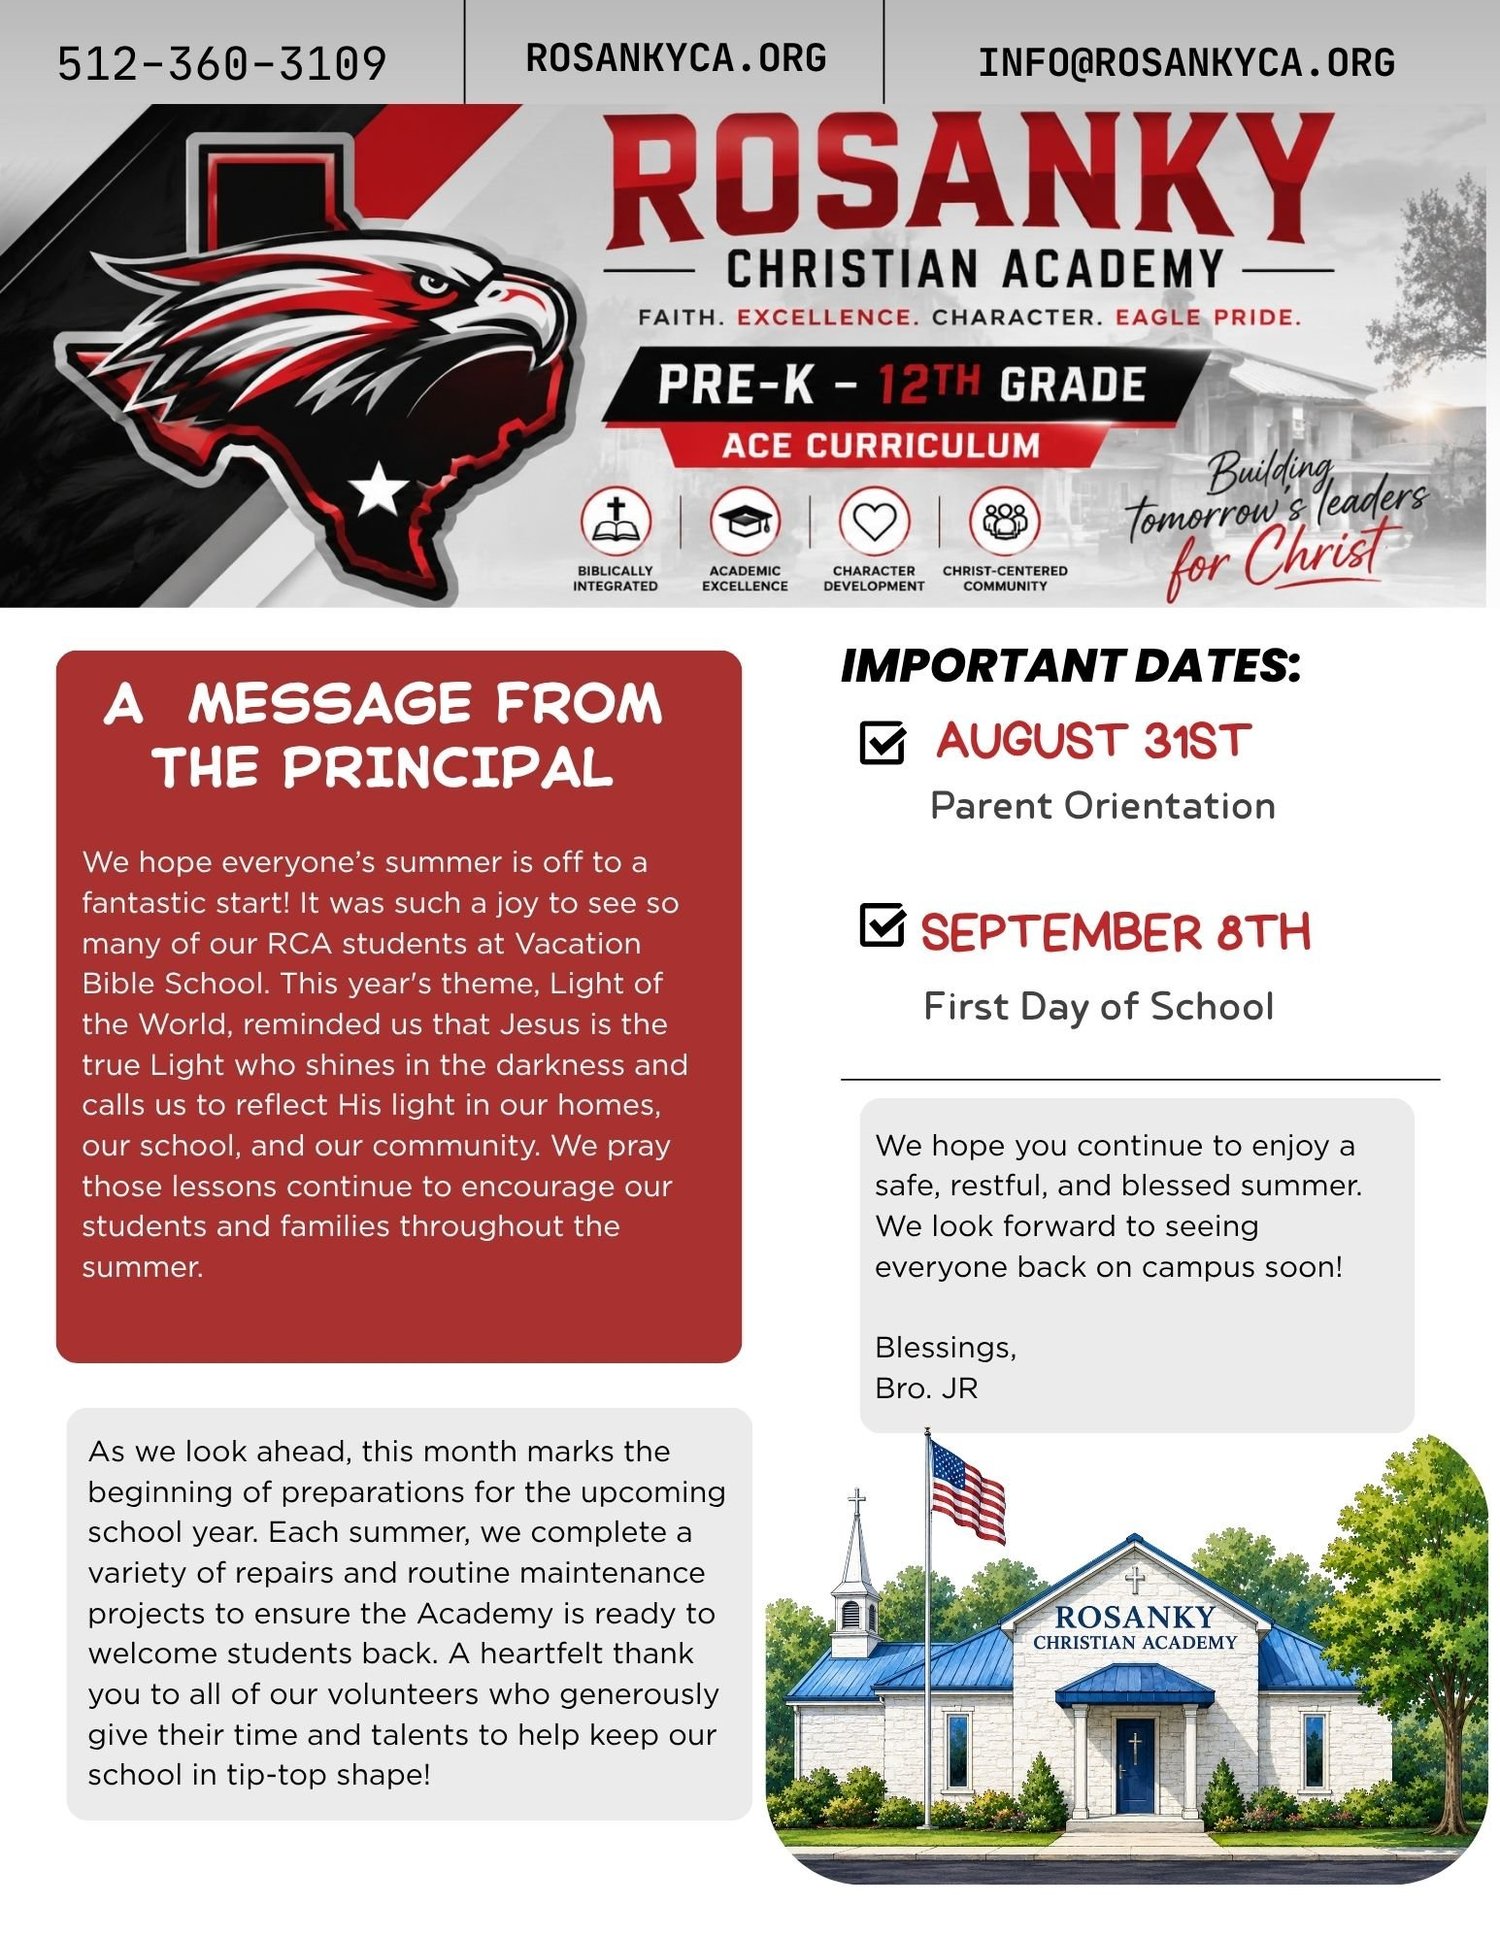 512-360-3109
ROSANKYCA.ORG
INFO@ROSANKYCA.ORG
ROSANKY
CHRISTIAN ACADEMY
FAITH. EXCELLENCE. CHARACTER. EAGLE PRIDE.
PRE-K - 12TH GRADE
ACE CURRICULUM
BIBLICALLY
INTEGRATED
ACADEMIC
EXCELLENCE
CHARACTER
DEVELOPMENT
CHRIST-CENTERED
COMMUNITY
Building
tomorrow's leaders
for Christ
A MESSAGE FROM
THE PRINCIPAL
We hope everyone's summer is off to a
fantastic start! It was such a joy to see so
many of our RCA students at Vacation
Bible School. This year's theme, Light of
the World, reminded us that Jesus is the
true Light who shines in the darkness and
calls us to reflect His light in our homes,
our school, and our community. We pray
those lessons continue to encourage our
students and families throughout the
summer.
As we look ahead, this month marks the
beginning of preparations for the upcoming
school year. Each summer, we complete a
variety of repairs and routine maintenance
projects to ensure the Academy is ready to
welcome students back. A heartfelt thank
you to all of our volunteers who generously
give their time and talents to help keep our
school in tip-top shape!
IMPORTANT DATES:
AUGUST 31ST
Parent Orientation
SEPTEMBER 8TH
First Day of School
We hope you continue to enjoy a
safe, restful, and blessed summer.
We look forward to seeing
everyone back on campus soon!
Blessings,
Bro. JR
ROSANKY
CHRISTIAN ACADEMY